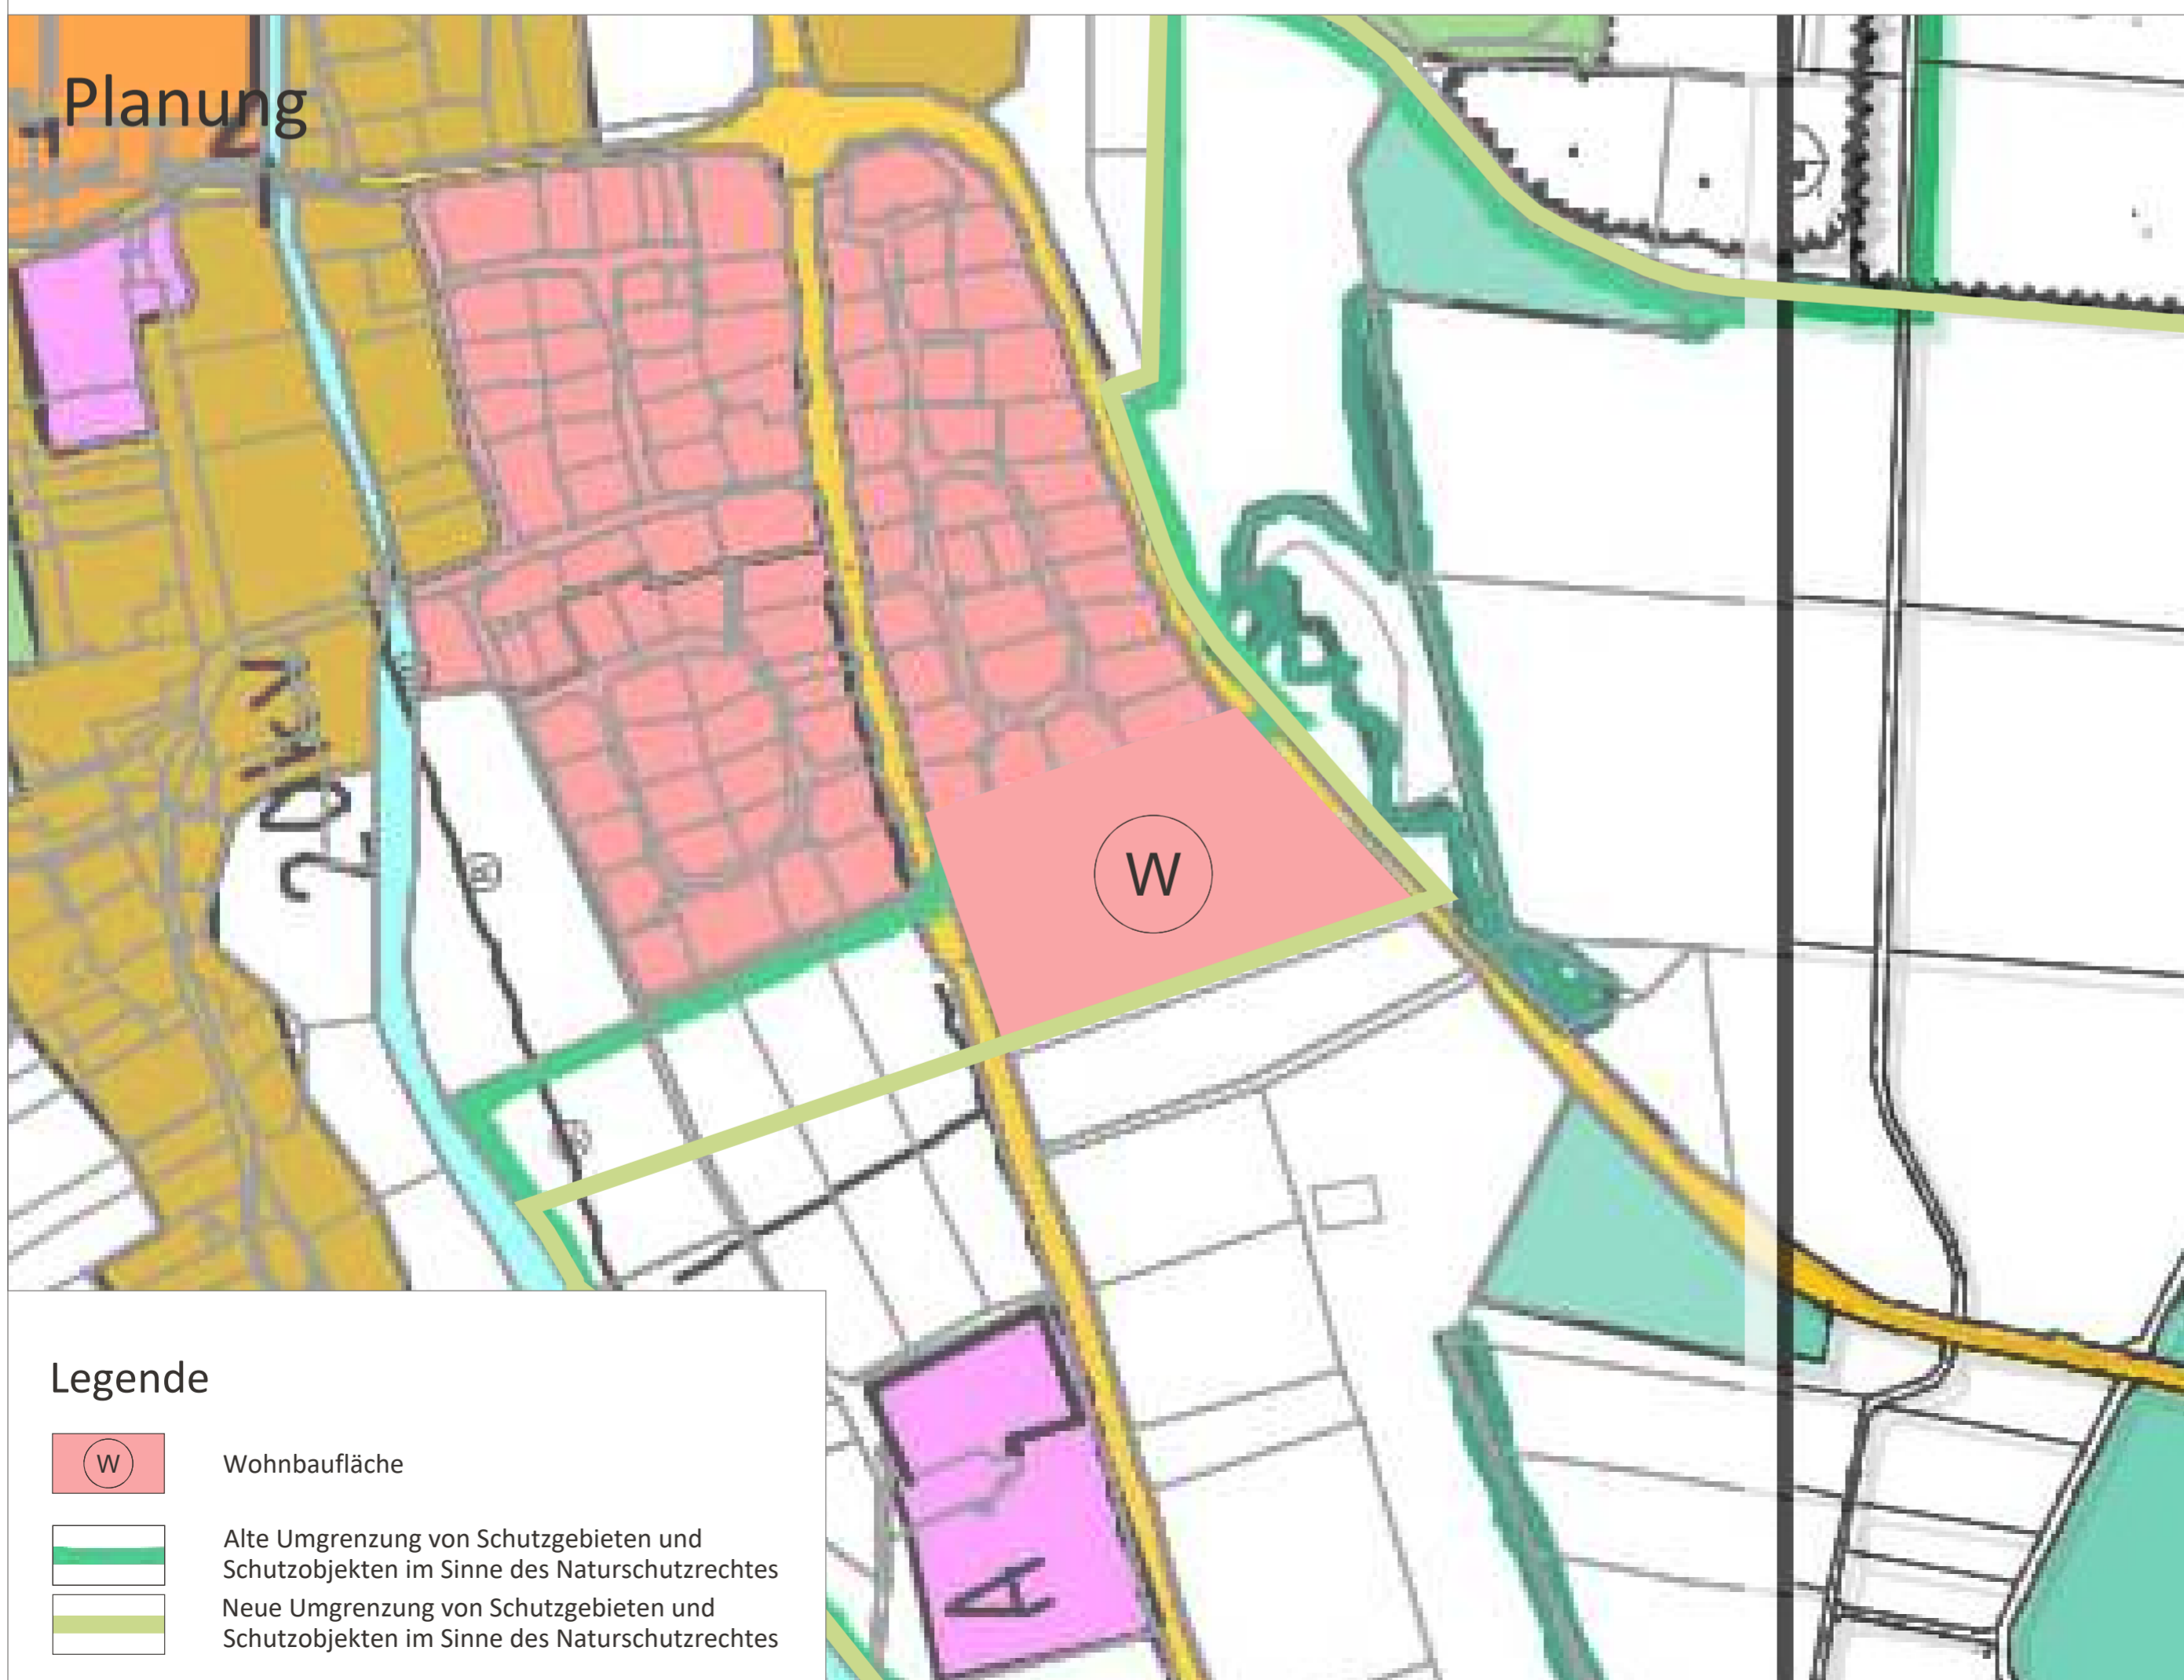 Planung
20kV
W
A
Legende
W
Wohnbaufläche
Alte Umgrenzung von Schutzgebieten und
Schutzobjekten im Sinne des Naturschutzrechtes
Neue Umgrenzung von Schutzgebieten und
Schutzobjekten im Sinne des Naturschutzrechtes